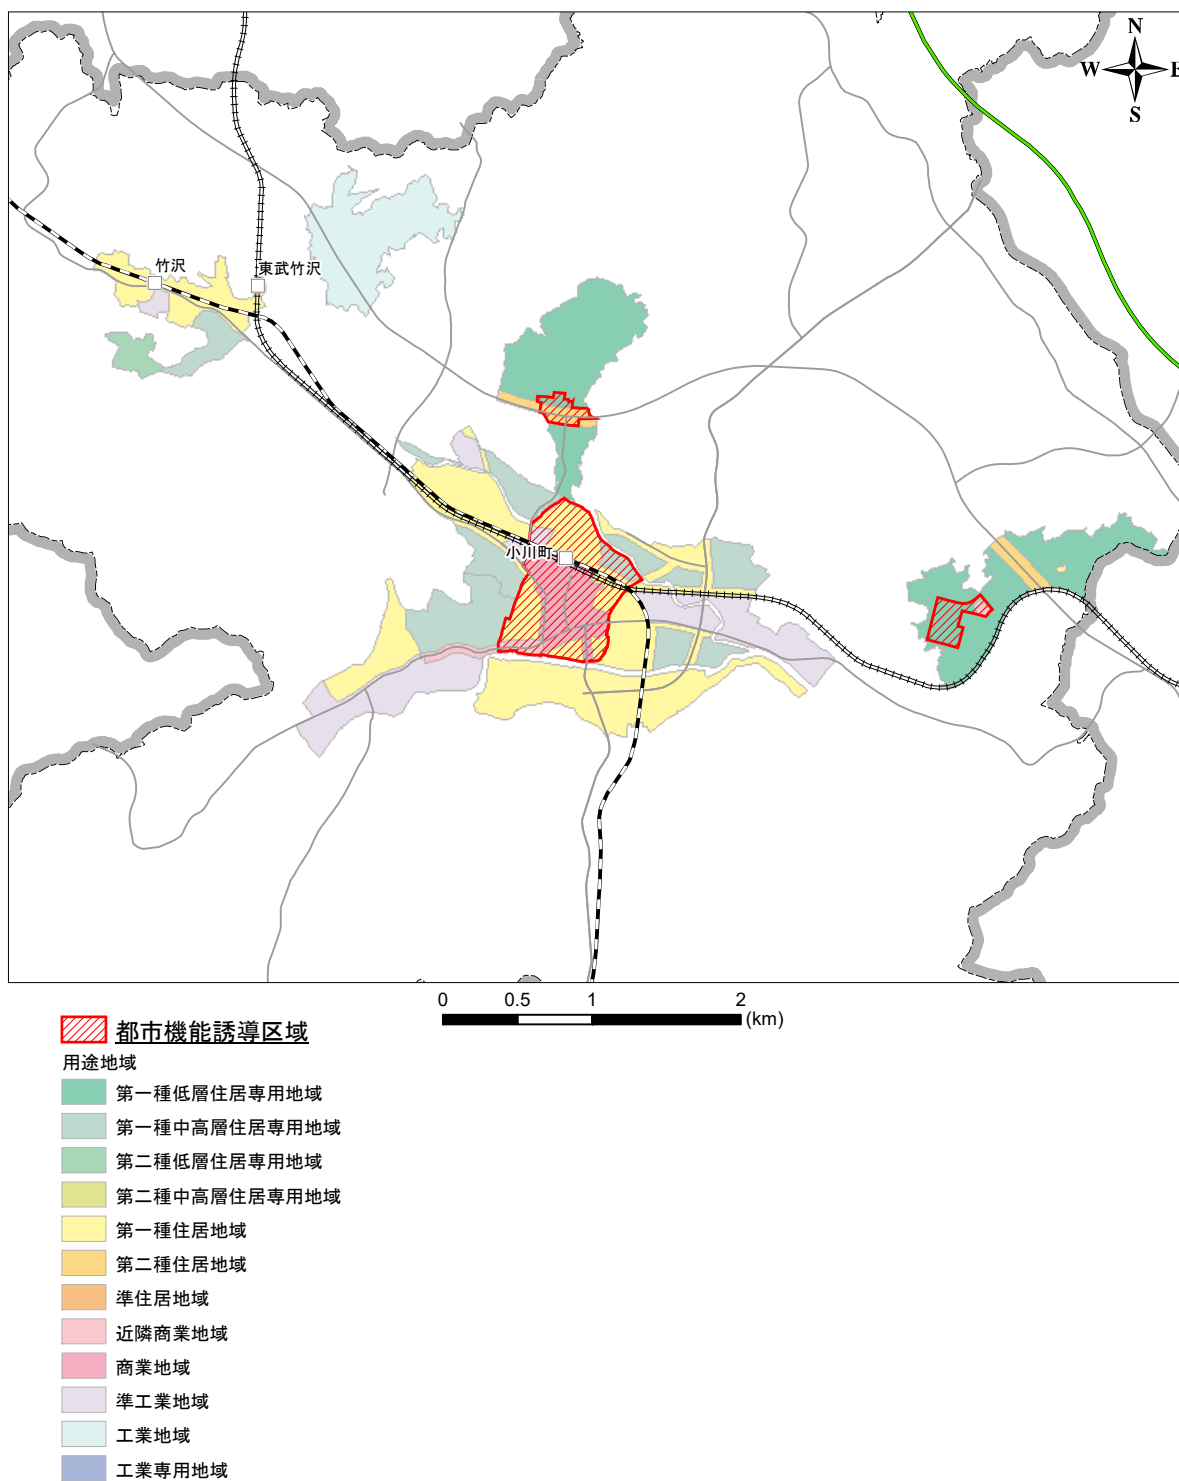 N
W E
S
竹沢
東武竹沢
小川町
0 0.5 1 2
(km)
都市機能誘導区域
用途地域
第一種低層住居専用地域
第一種中高層住居専用地域
第二種低層住居専用地域
第二種中高層住居専用地域
第一種住居地域
第二種住居地域
準住居地域
近隣商業地域
商業地域
準工業地域
工業地域
工業専用地域